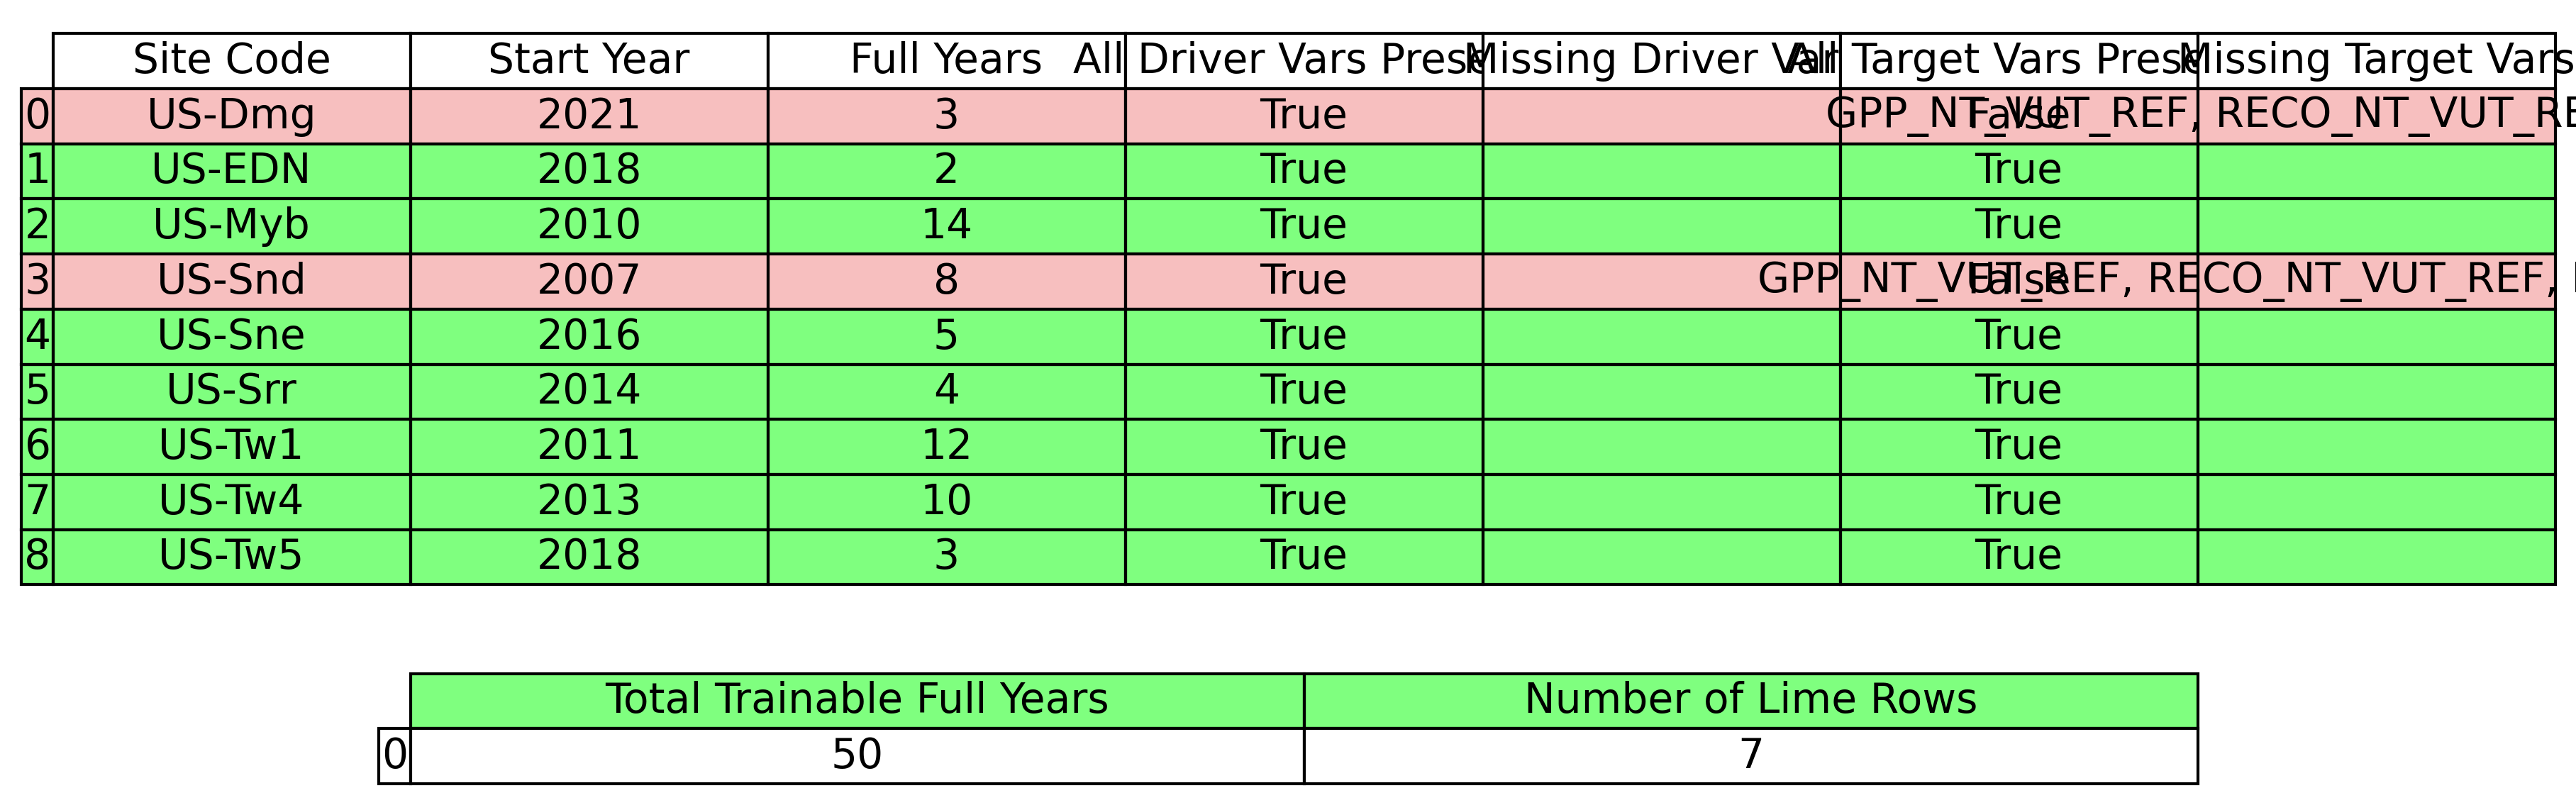 Site Code Start Year Full Years All Driver Vars Prese Missing Driver Var All Target Vars Prese Missing Target Vars
0 US-Dmg 2021 3 True False GPP_NT_VUT_REF, RECO_NT_VUT_RE
1 US-EDN 2018 2 True True
2 US-Myb 2010 14 True True
3 US-Snd 2007 8 True False GPP_NT_VUT_REF, RECO_NT_VUT_REF,
4 US-Sne 2016 5 True True
5 US-Srr 2014 4 True True
6 US-Tw1 2011 12 True True
7 US-Tw4 2013 10 True True
8 US-Tw5 2018 3 True True
Total Trainable Full Years Number of Lime Rows
0 50 7